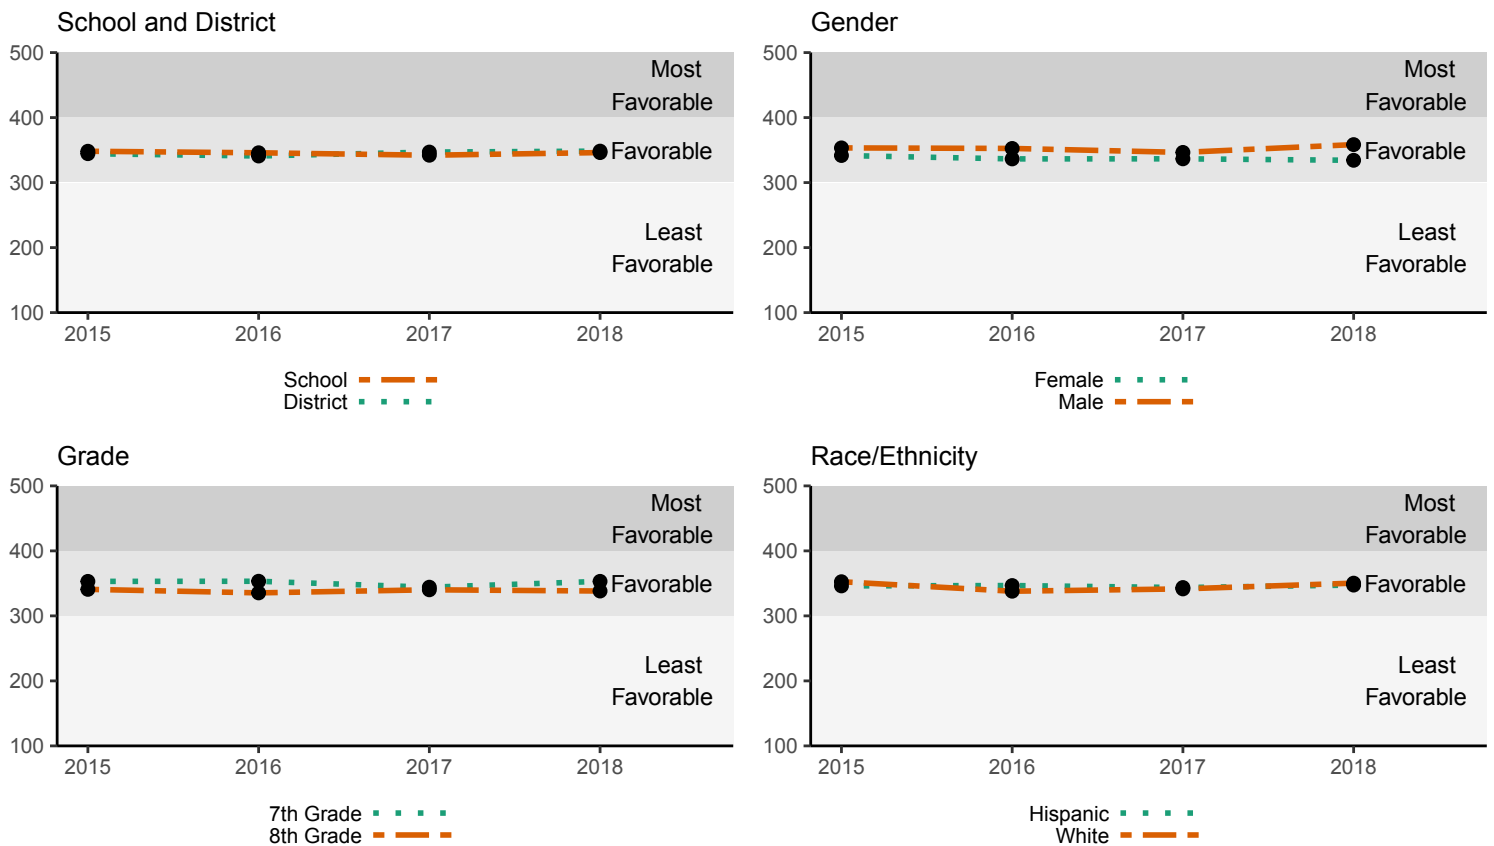 School and District
500
400
300
200
100
Most
Favorable
Favorable
Least
Favorable
2015 2016 2017 2018
School
District
Gender
500
400
300
200
100
Most
Favorable
Favorable
Least
Favorable
2015 2016 2017 2018
Female
Male
Grade
500
400
300
200
100
Most
Favorable
Favorable
Least
Favorable
2015 2016 2017 2018
7th Grade
8th Grade
Race/Ethnicity
500
400
300
200
100
Most
Favorable
Favorable
Least
Favorable
2015 2016 2017 2018
Hispanic
White